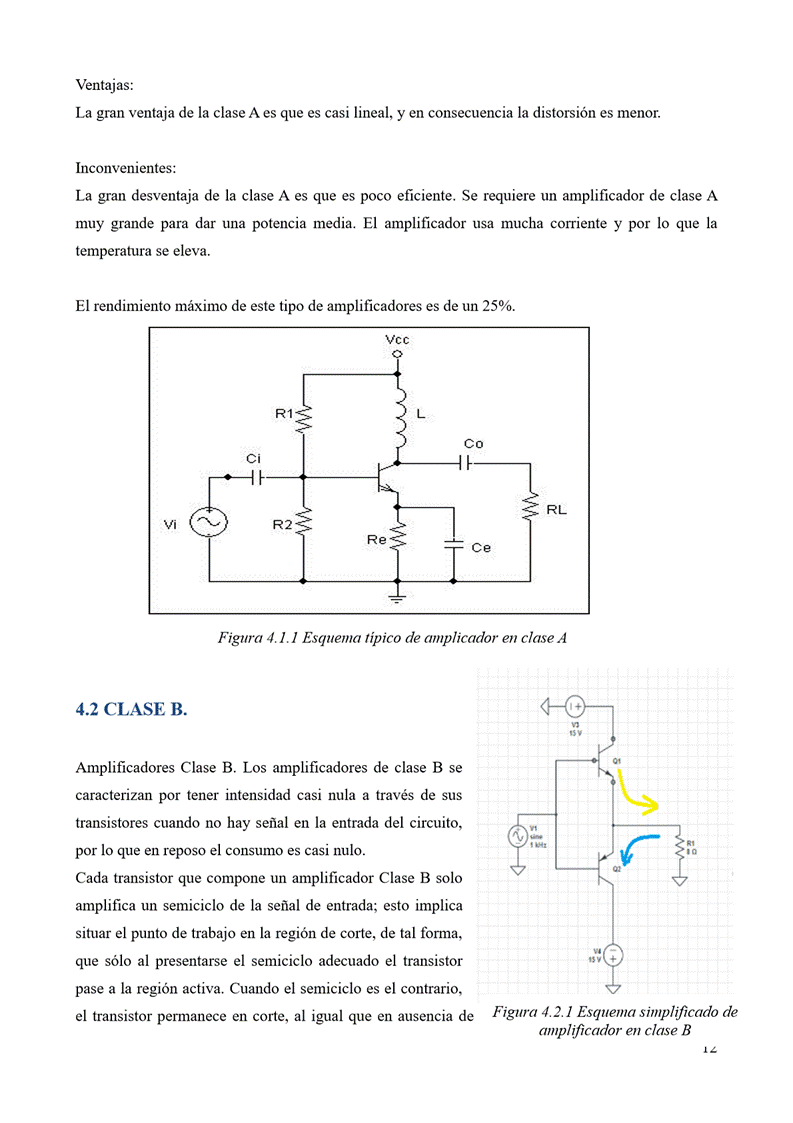 Ventajas:
La gran ventaja de la clase A es que es casi lineal, y en consecuencia la distorsión es menor.
Inconvenientes:
La gran desventaja de la clase A es que es poco eficiente. Se requiere un amplificador de clase A
muy grande para dar una potencia media. El amplificador usa mucha corriente y por lo que la
temperatura se eleva.
El rendimiento máximo de este tipo de amplificadores es de un 25%.
Vcc
R1
L
Ci
Co
Vi
R2
Re
Ce
RL
Figura 4.1.1 Esquema típico de amplicador en clase A
4.2 CLASE B.
Amplificadores Clase B. Los amplificadores de clase B se
caracterizan por tener intensidad casi nula a través de sus
transistores cuando no hay señal en la entrada del circuito,
por lo que en reposo el consumo es casi nulo.
Cada transistor que compone un amplificador Clase B solo
amplifica un semiciclo de la señal de entrada; esto implica
situar el punto de trabajo en la región de corte, de tal forma,
que sólo al presentarse el semiciclo adecuado el transistor
pase a la región activa. Cuando el semiciclo es el contrario,
el transistor permanece en corte, al igual que en ausencia de
V3
15 V
Q1
V1
sine
1 kHz
R1
8 Ω
Q2
V4
15 V
Figura 4.2.1 Esquema simplificado de
amplificador en clase B
12